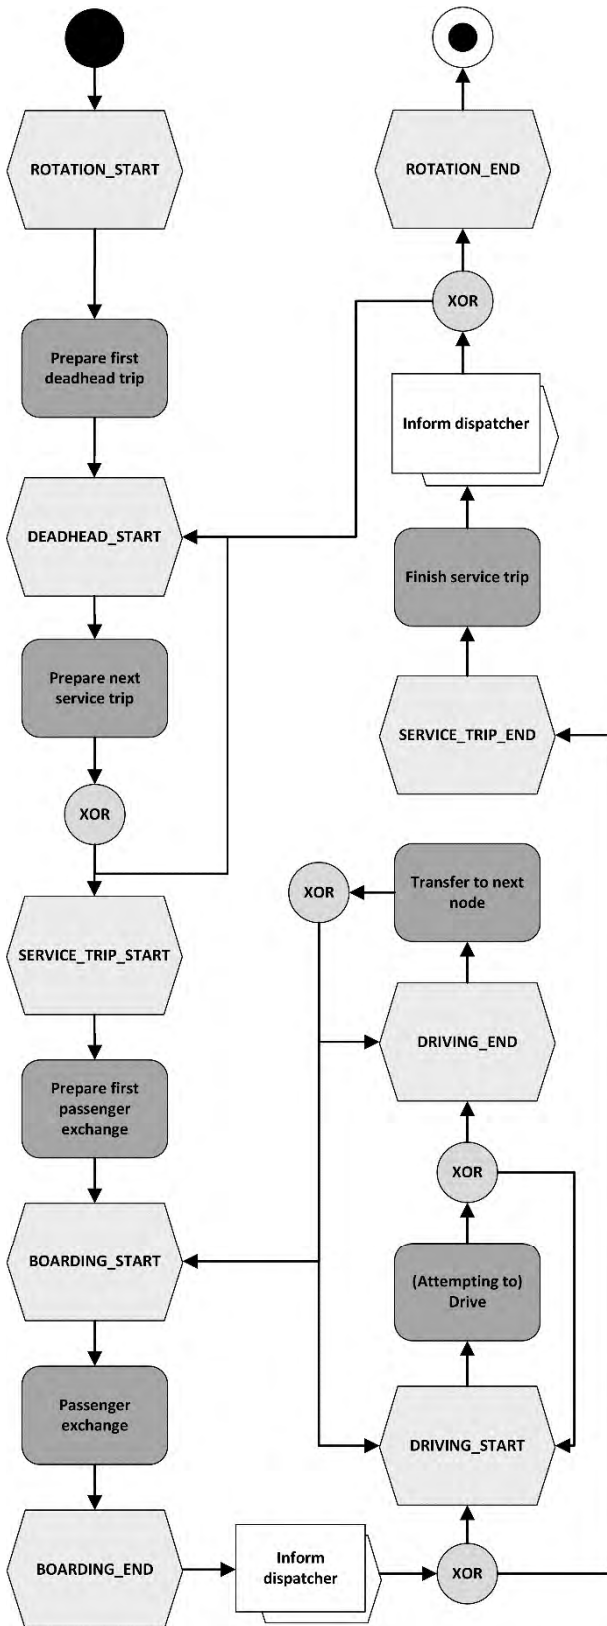 ROTATION_START
Prepare first
deadhead trip
DEADHEAD_START
Prepare next
service trip
XOR
SERVICE_TRIP_START
Prepare first
passenger
exchange
BOARDING_START
Passenger
exchange
BOARDING_END
Inform
dispatcher
XOR
DRIVING_START
(Attempting to)
Drive
XOR
DRIVING_END
Transfer to next
node
XOR
SERVICE_TRIP_END
Finish service trip
Inform dispatcher
XOR
ROTATION_END